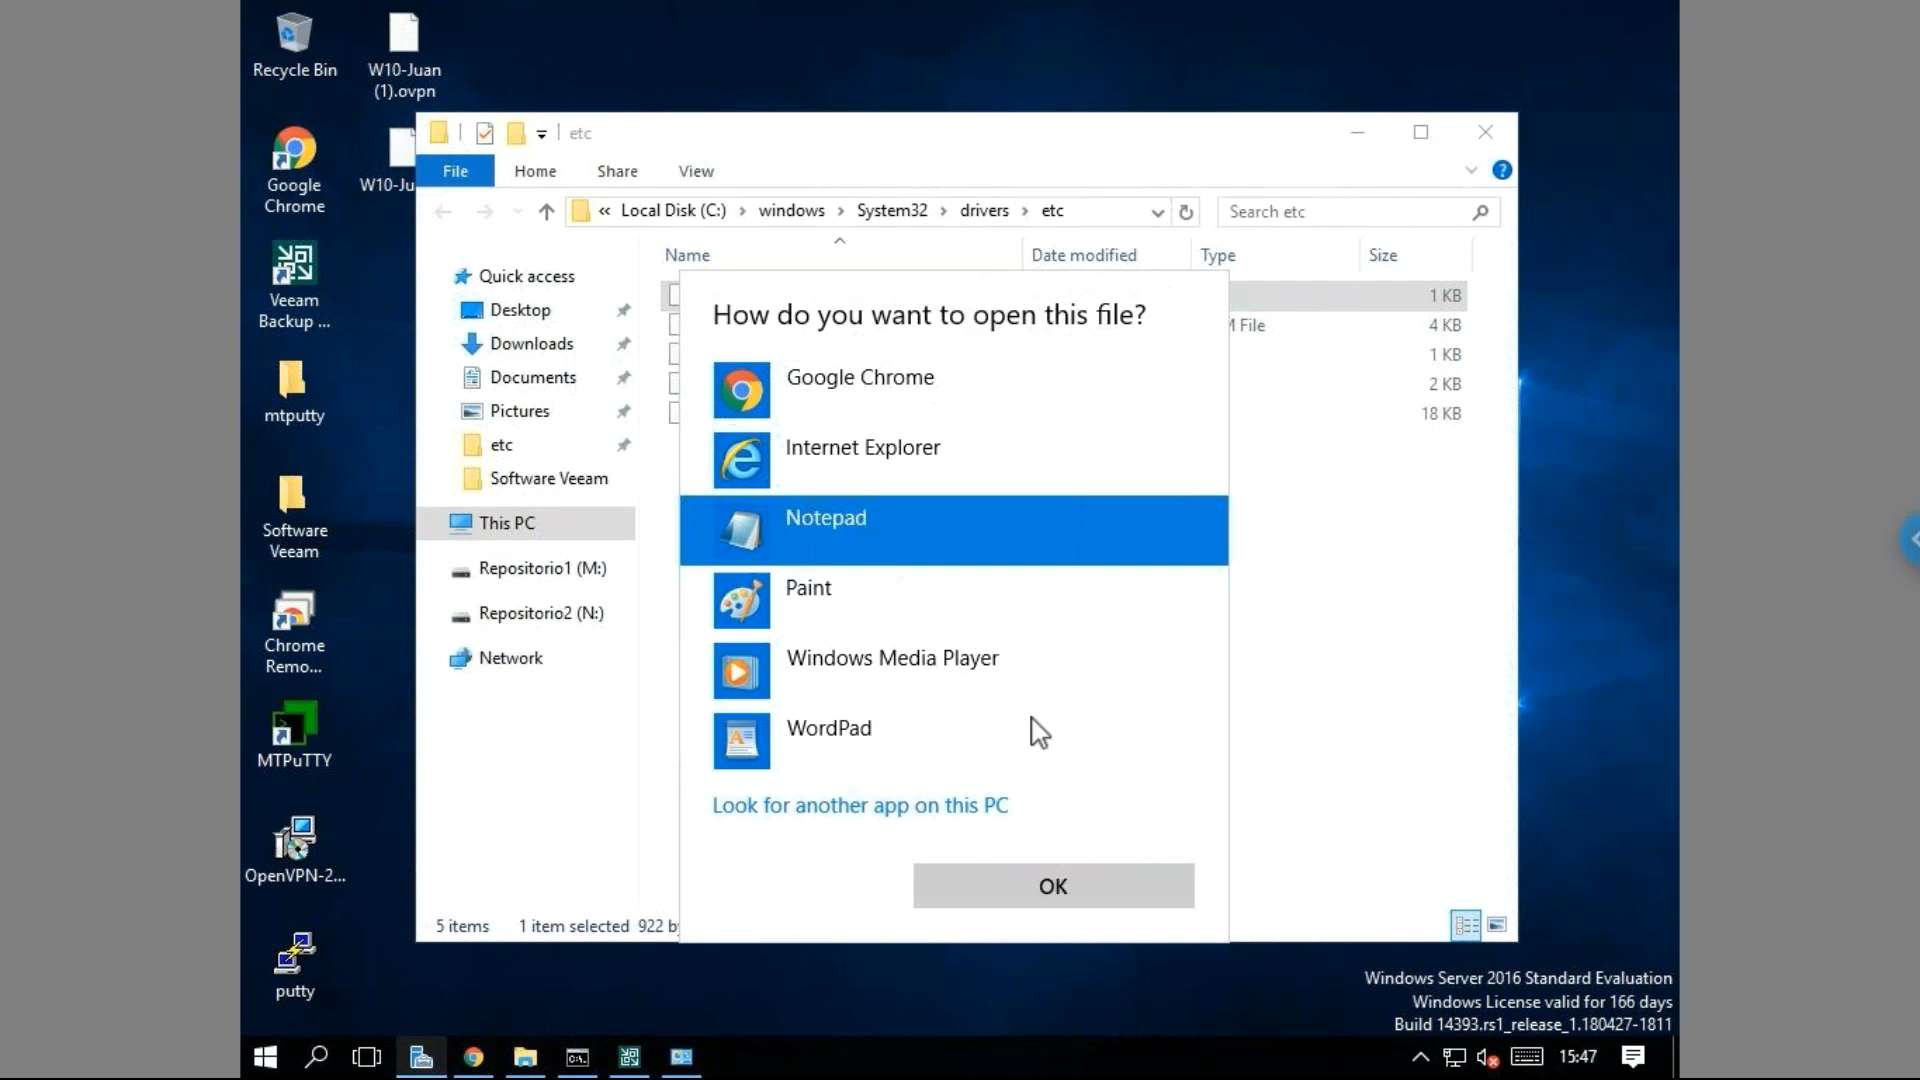 Recycle Bin
W10-Juan
(1).ovpn
Google
Chrome
W10-Ju
Veeam
Backup ...
mtputty
Software
Veeam
Chrome
Remo...
MTPuTTY
OpenVPN-2...
putty
etc
File
Home
Share
View
?
« Local Disk (C:) › windows › System32 › drivers › etc
Search etc
Name
Date modified
Type
Size
Quick access
Desktop
Downloads
Documents
Pictures
etc
Software Veeam
This PC
Repositorio1 (M:)
Repositorio2 (N:)
Network
1 KB
File
4 KB
1 KB
2 KB
18 KB
How do you want to open this file?
Google Chrome
Internet Explorer
Notepad
Paint
Windows Media Player
WordPad
Look for another app on this PC
OK
5 items
1 item selected
922 b
Windows Server 2016 Standard Evaluation
Windows License valid for 166 days
Build 14393.rs1_release_1.180427-1811
15:47